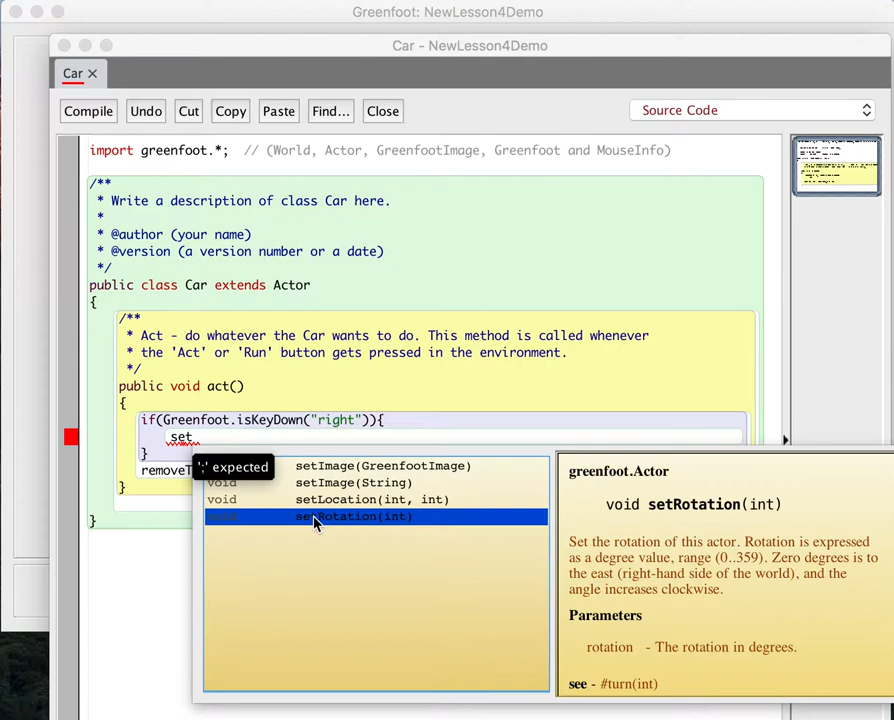 Greenfoot: NewLesson4Demo
Car - NewLesson4Demo
Car
Compile Undo Cut Copy Paste Find... Close Source Code
import greenfoot.*;  // (World, Actor, GreenfootImage, Greenfoot and MouseInfo)
/**
 * Write a description of class Car here.
 *
 * @author (your name)
 * @version (a version number or a date)
 */
public class Car extends Actor
{
/**
 * Act - do whatever the Car wants to do. This method is called whenever
 * the 'Act' or 'Run' button gets pressed in the environment.
 */
public void act()
{
if(Greenfoot.isKeyDown("right")){
set
}
removeT
}
}
';' expected
setImage(GreenfootImage)
void setImage(String)
void setLocation(int, int)
void setRotation(int)
greenfoot.Actor
void setRotation(int)
Set the rotation of this actor. Rotation is expressed
as a degree value, range (0..359). Zero degrees is to
the east (right-hand side of the world), and the
angle increases clockwise.
Parameters
rotation - The rotation in degrees.
see - #turn(int)